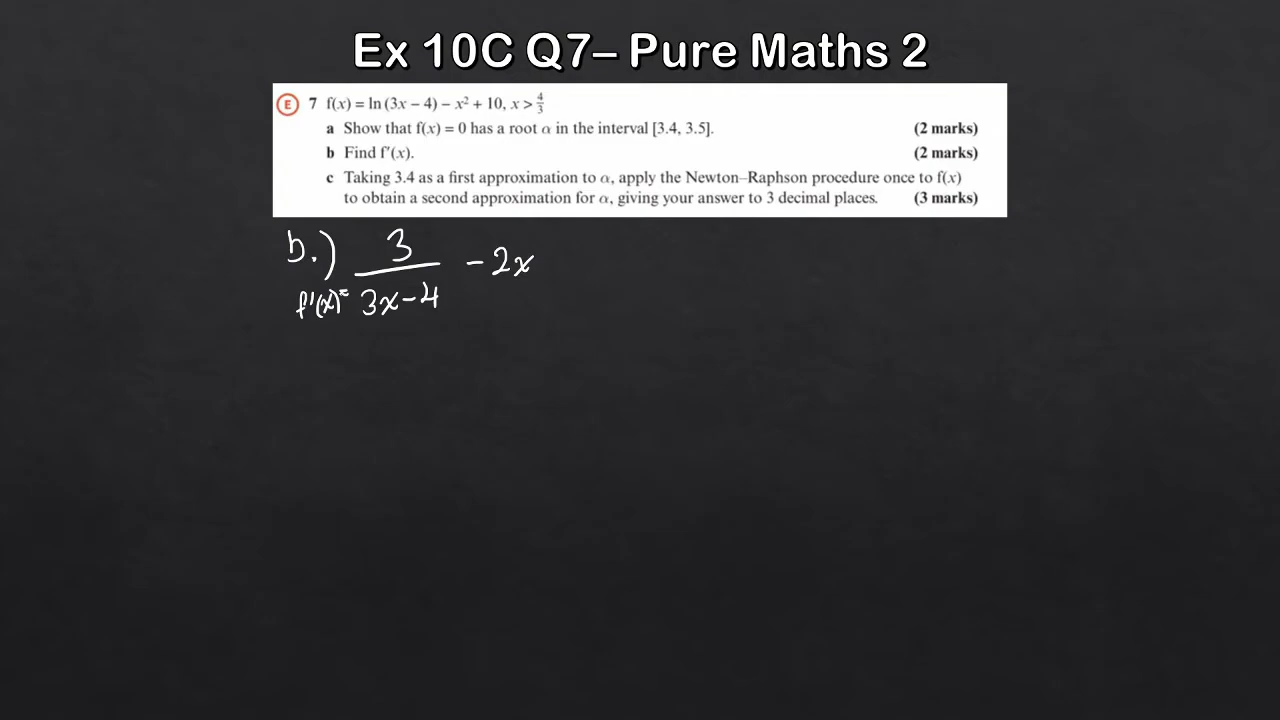 Ex 10C Q7– Pure Maths 2
E 7 f(x) = ln (3x − 4) − x² + 10, x > 4/3
a Show that f(x) = 0 has a root α in the interval [3.4, 3.5]. (2 marks)
b Find f′(x). (2 marks)
c Taking 3.4 as a first approximation to α, apply the Newton–Raphson procedure once to f(x)
to obtain a second approximation for α, giving your answer to 3 decimal places. (3 marks)
b.) 3 − 2x
f'(x)= 3x−4